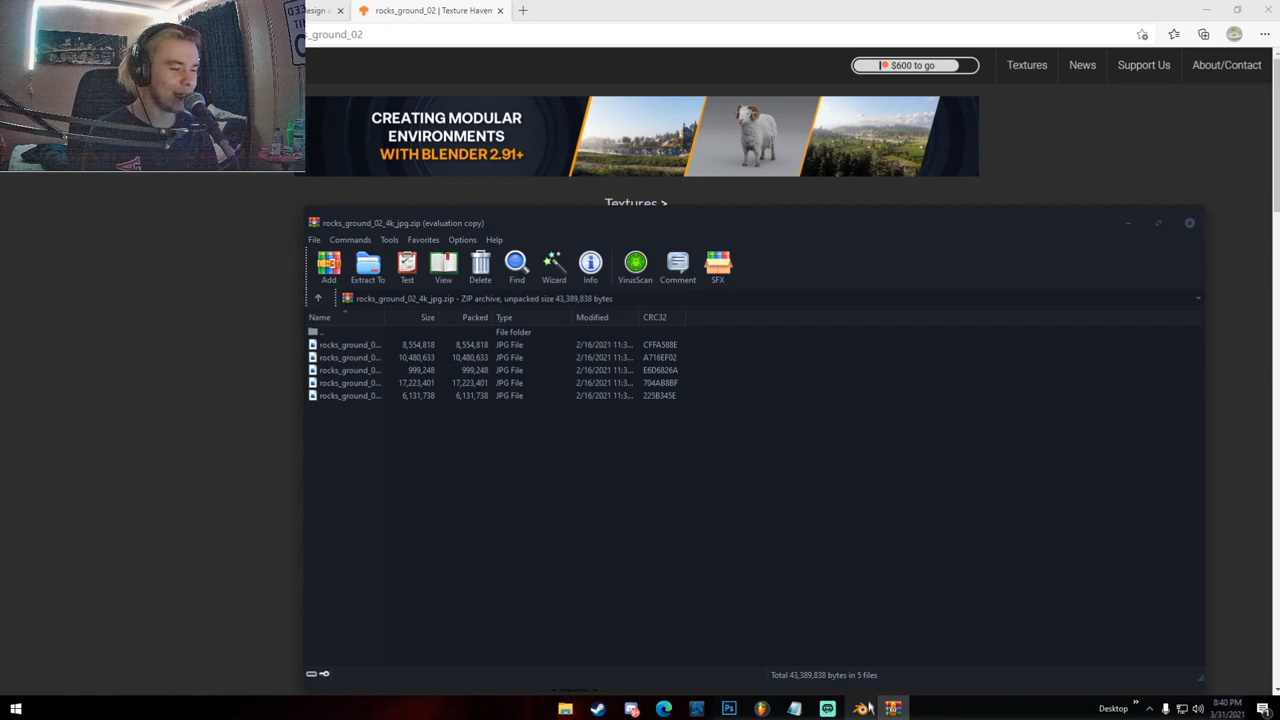 esign a
rocks_ground_02 | Texture Haven
_ground_02
$600 to go
Textures
News
Support Us
About/Contact
CREATING MODULAR
ENVIRONMENTS
WITH BLENDER 2.91+
Textures >
rocks_ground_02_4k_jpg.zip (evaluation copy)
File Commands Tools Favorites Options Help
Add Extract To Test View Delete Find Wizard Info VirusScan Comment SFX
rocks_ground_02_4k_jpg.zip - ZIP archive, unpacked size 43,389,838 bytes
Name Size Packed Type Modified CRC32
.. File folder
rocks_ground_0... 8,554,818 8,554,818 JPG File 2/16/2021 11:3... CFFA588E
rocks_ground_0... 10,480,633 10,480,633 JPG File 2/16/2021 11:3... A716EF02
rocks_ground_0... 999,248 999,248 JPG File 2/16/2021 11:3... E6D6826A
rocks_ground_0... 17,223,401 17,223,401 JPG File 2/16/2021 11:3... 704AB8BF
rocks_ground_0... 6,131,738 6,131,738 JPG File 2/16/2021 11:3... 225B345E
Total 43,389,838 bytes in 5 files
Desktop
8:40 PM
3/31/2021